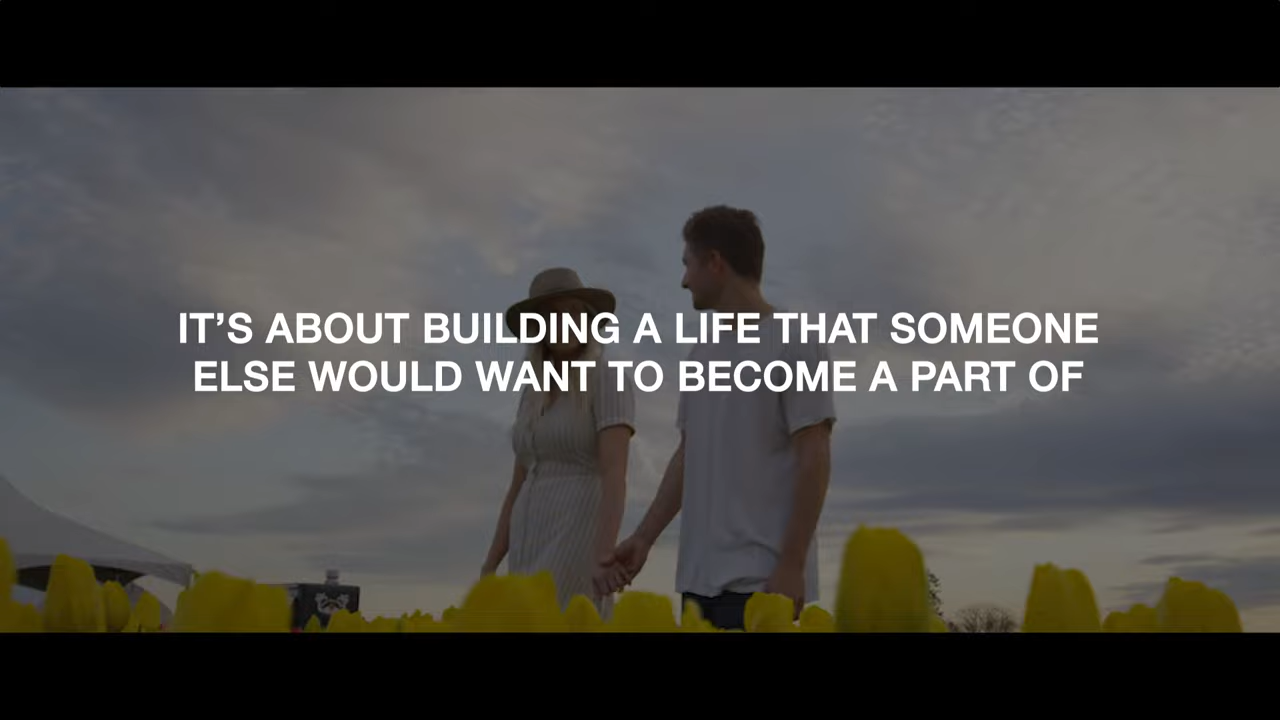 IT’S ABOUT BUILDING A LIFE THAT SOMEONE
ELSE WOULD WANT TO BECOME A PART OF